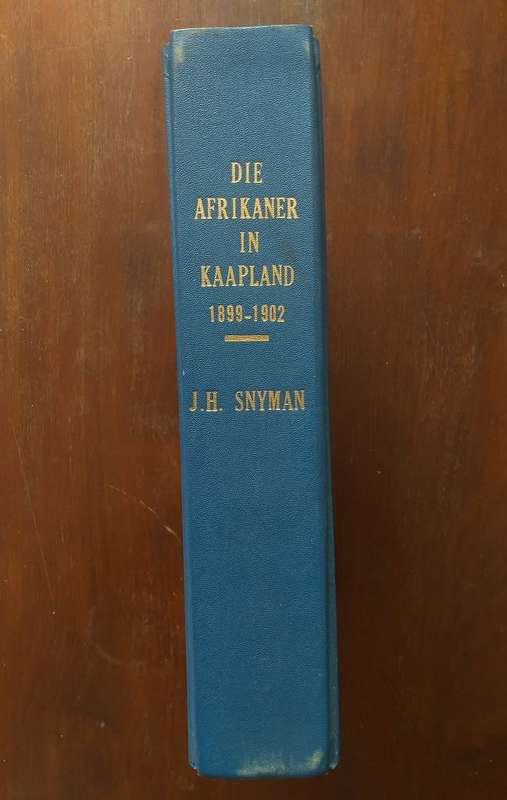 DIE
AFRIKANER
IN
KAAPLAND
1899-1902
J.H. SNYMAN